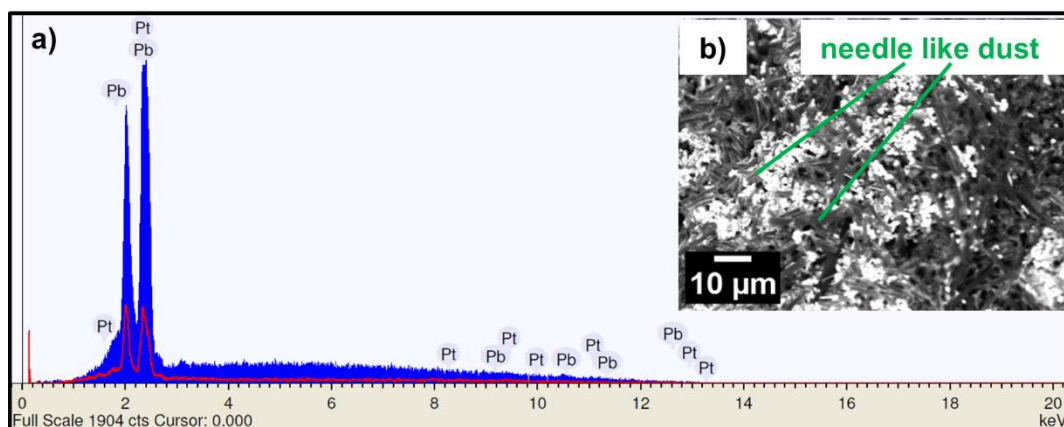 a)
Pt
Pb
Pb
Pt
Pt
Pb
Pt
Pt
Pb
Pt
Pb
Pb
Pt
Pt
0 2 4 6 8 10 12 14 16 18 20
Full Scale 1904 cts Cursor: 0.000 keV
b) needle like dust
10 µm